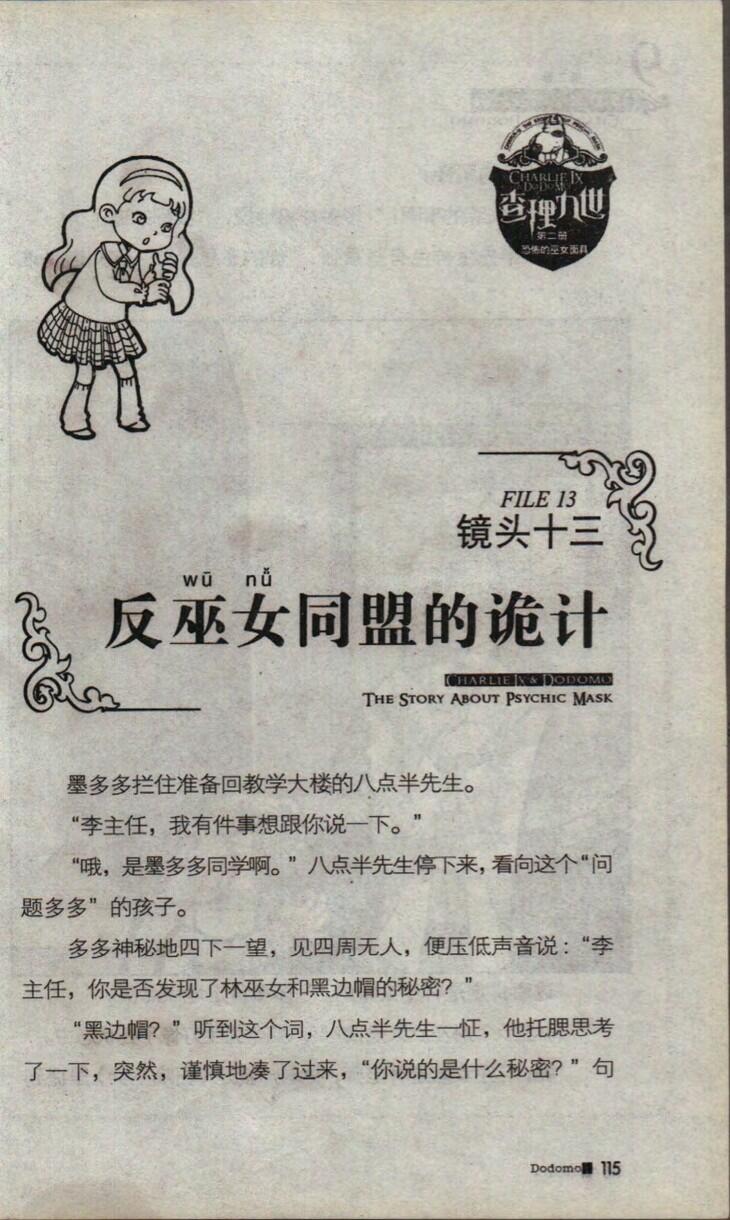 CHARLIE IX
& DODOMO
查理九世
第二册
恐怖的巫女面具
FILE 13
镜头十三
wū nǚ
反巫女同盟的诡计
CHARLIE IX & DODOMO
THE STORY ABOUT PSYCHIC MASK
墨多多拦住准备回教学大楼的八点半先生。
“李主任，我有件事想跟你说一下。”
“哦，是墨多多同学啊。”八点半先生停下来，看向这个“问
题多多”的孩子。
多多神秘地四下一望，见四周无人，便压低声音说：“李
主任，你是否发现了林巫女和黑边帽的秘密？”
“黑边帽？”听到这个词，八点半先生一怔，他托腮思考
了一下，突然，谨慎地凑了过来，“你说的是什么秘密？”句
Dodomo 115